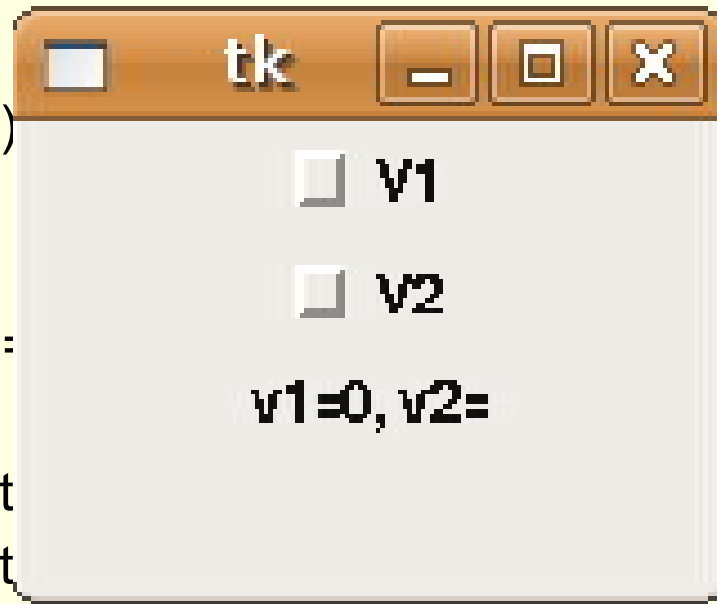 tk
)
V1
V2
=
v1=0, v2=
t
t